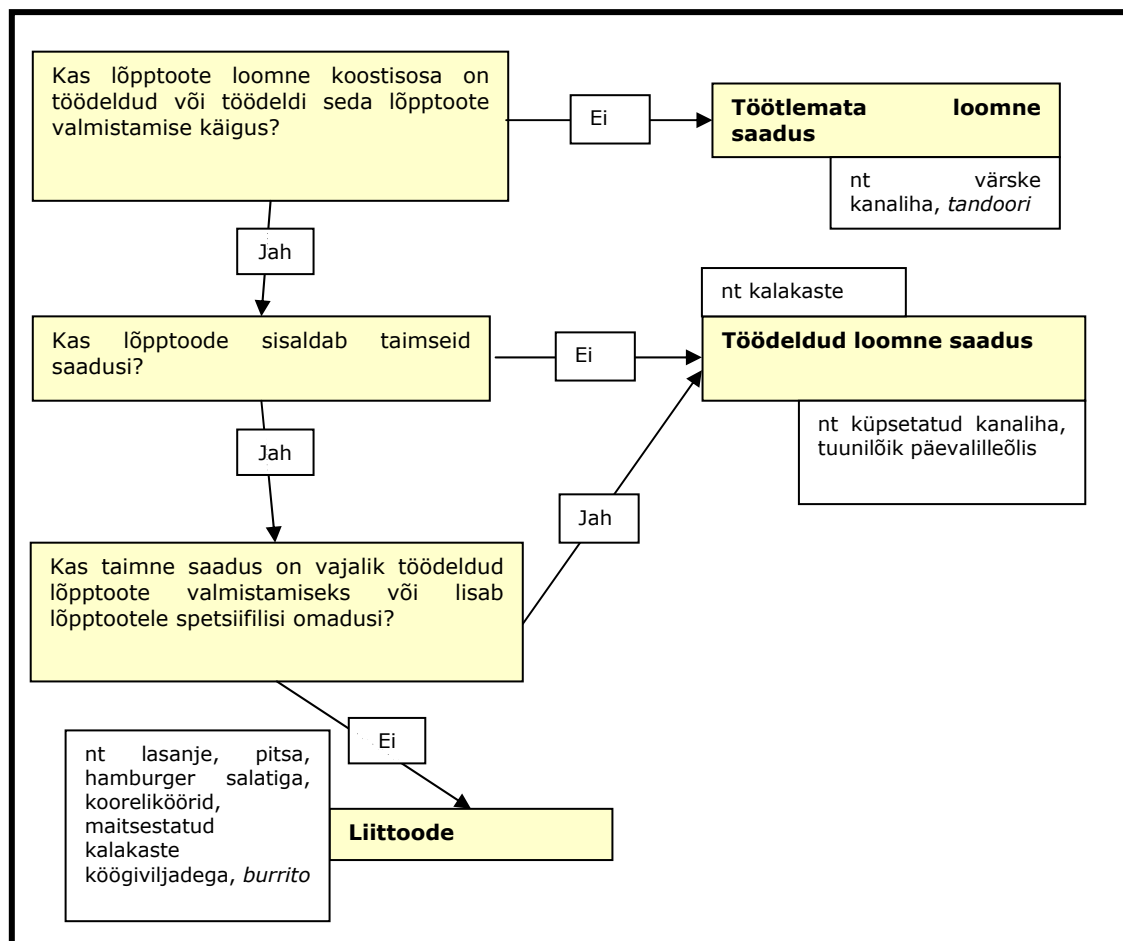 Kas lõpptoote loomne koostisosa on
töödeldud või töödeldi seda lõpptoote
valmistamise käigus?
Ei
Töötlemata loomne
saadus
nt värske
kanaliha, tandoori
Jah
nt kalakaste
Kas lõpptoode sisaldab taimseid
saadusi?
Ei
Töödeldud loomne saadus
nt küpsetatud kanaliha,
tuunilõik päevalilleõlis
Jah
Jah
Kas taimne saadus on vajalik töödeldud
lõpptoote valmistamiseks või lisab
lõpptootele spetsiifilisi omadusi?
Ei
nt lasanje, pitsa,
hamburger salatiga,
kooreliköörid,
maitsestatud
kalakaste
köögiviljadega, burrito
Liittoode